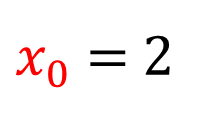 x₀ = 2